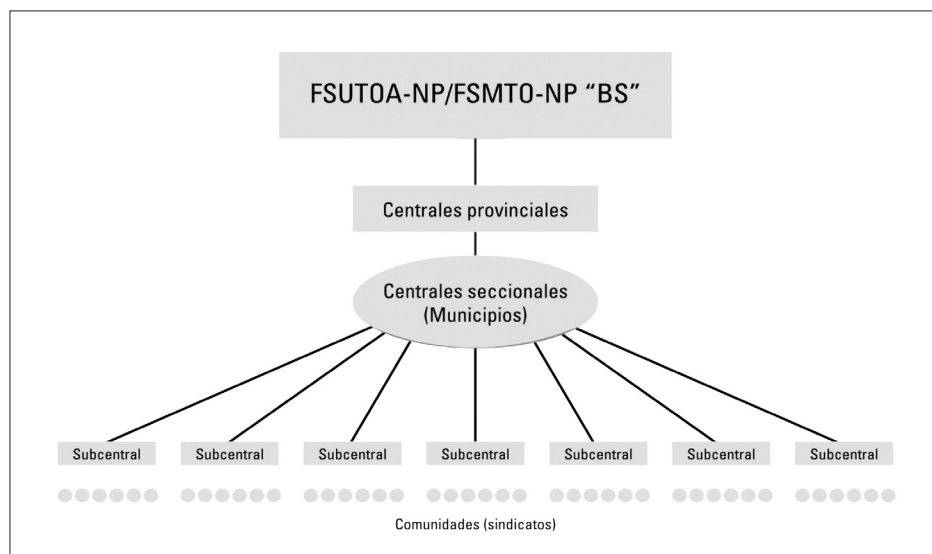 FSUTOA-NP/FSMTO-NP “BS”
Centrales provinciales
Centrales seccionales
(Municipios)
Subcentral Subcentral Subcentral Subcentral Subcentral Subcentral Subcentral
Comunidades (sindicatos)